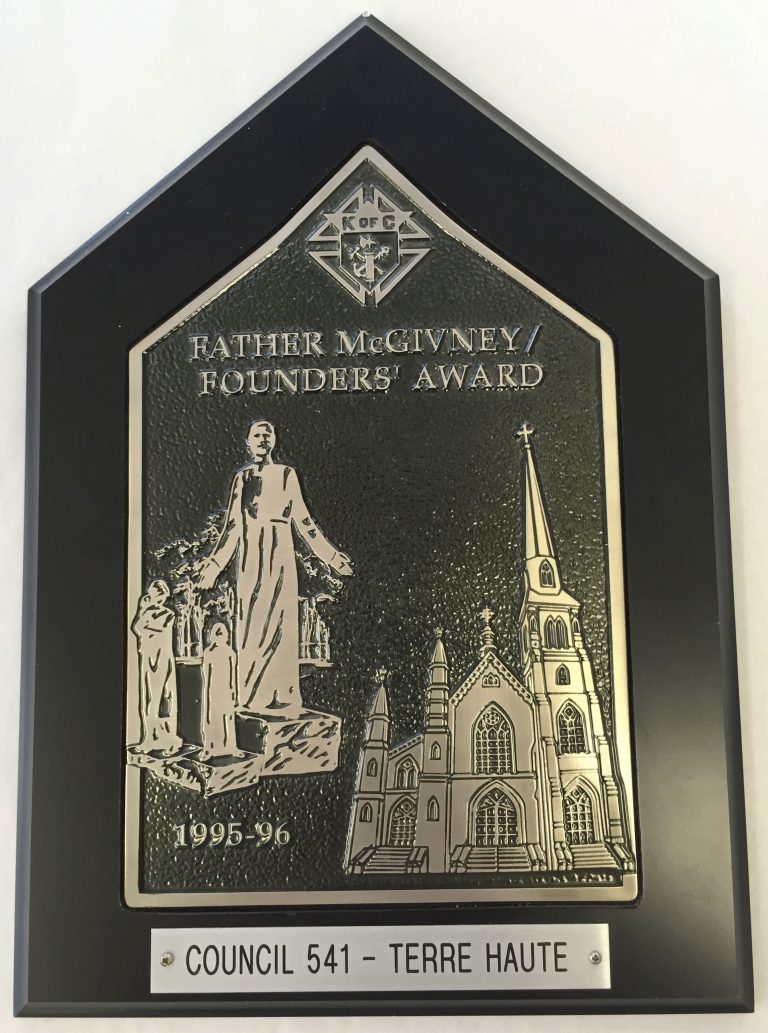 K OF C
FATHER McGIVNEY/
FOUNDERS' AWARD
1995-96
COUNCIL 541 - TERRE HAUTE